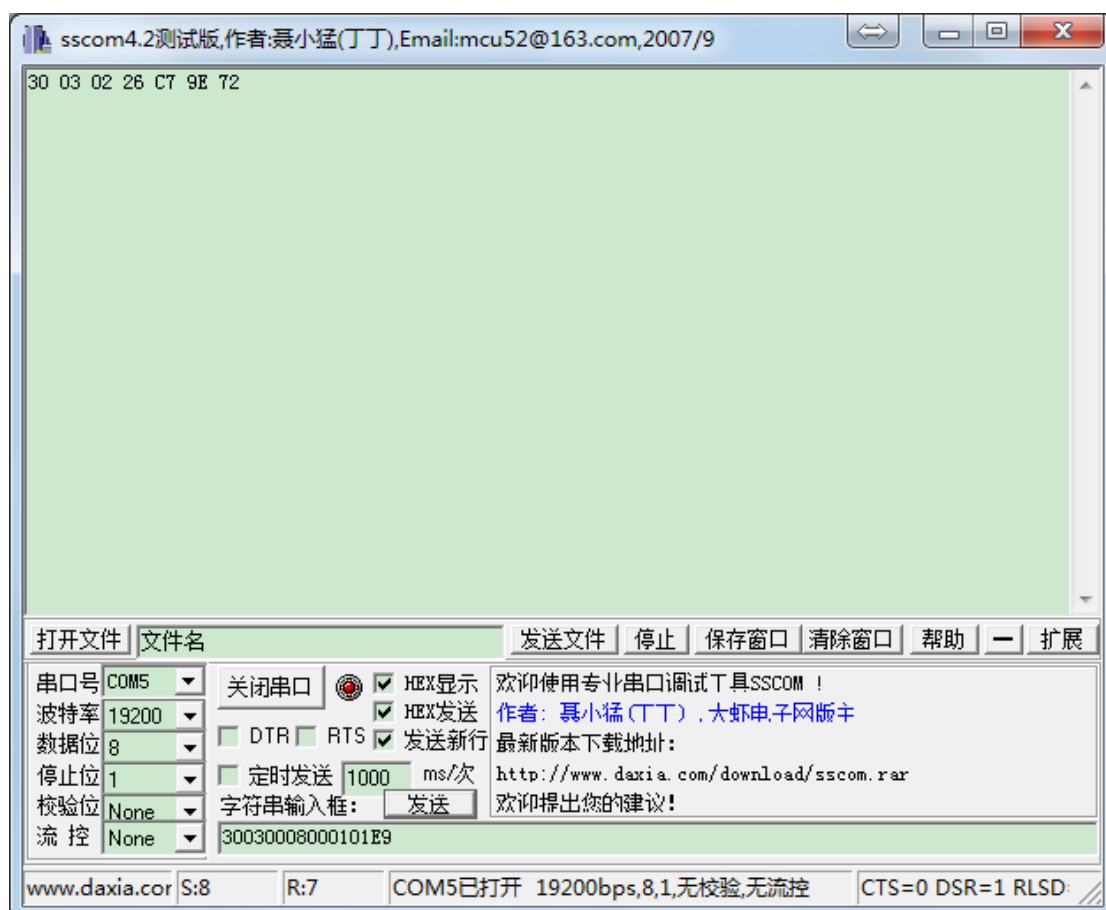 sscom4.2测试版,作者:聂小猛(丁丁),Email:mcu52@163.com,2007/9
30 03 02 26 C7 9E 72
打开文件 文件名 发送文件 停止 保存窗口 清除窗口 帮助 — 扩展
串口号 COM5 关闭串口 HEX显示
波特率 19200 HEX发送
数据位 8 DTR RTS 发送新行
停止位 1 定时发送 1000 ms/次
校验位 None 字符串输入框: 发送
流 控 None 30030008000101E9
欢迎使用专业串口调试工具SSCOM !
作者: 聂小猛(丁丁) ,大虾电子网版主
最新版本下载地址:
http://www.daxia.com/download/sscom.rar
欢迎提出您的建议!
www.daxia.cor S:8 R:7 COM5已打开 19200bps,8,1,无校验,无流控 CTS=0 DSR=1 RLSD: